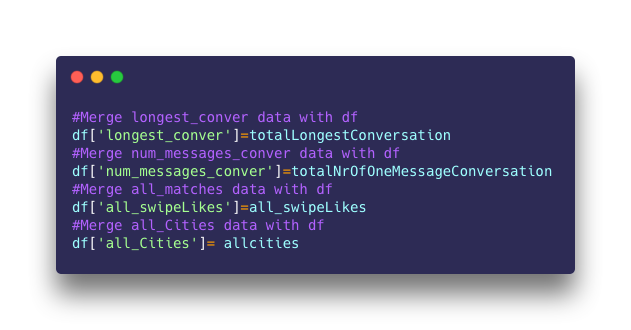 #Merge longest_conver data with df
df['longest_conver']=totalLongestConversation
#Merge num_messages_conver data with df
df['num_messages_conver']=totalNrOfOneMessageConversation
#Merge all_matches data with df
df['all_swipeLikes']=all_swipeLikes
#Merge all_Cities data with df
df['all_Cities']= allcities